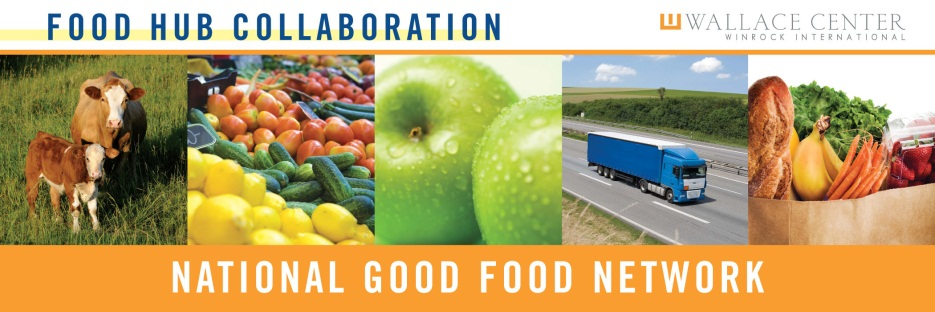 FOOD HUB COLLABORATION
WALLACE CENTER
WINROCK INTERNATIONAL
NATIONAL GOOD FOOD NETWORK